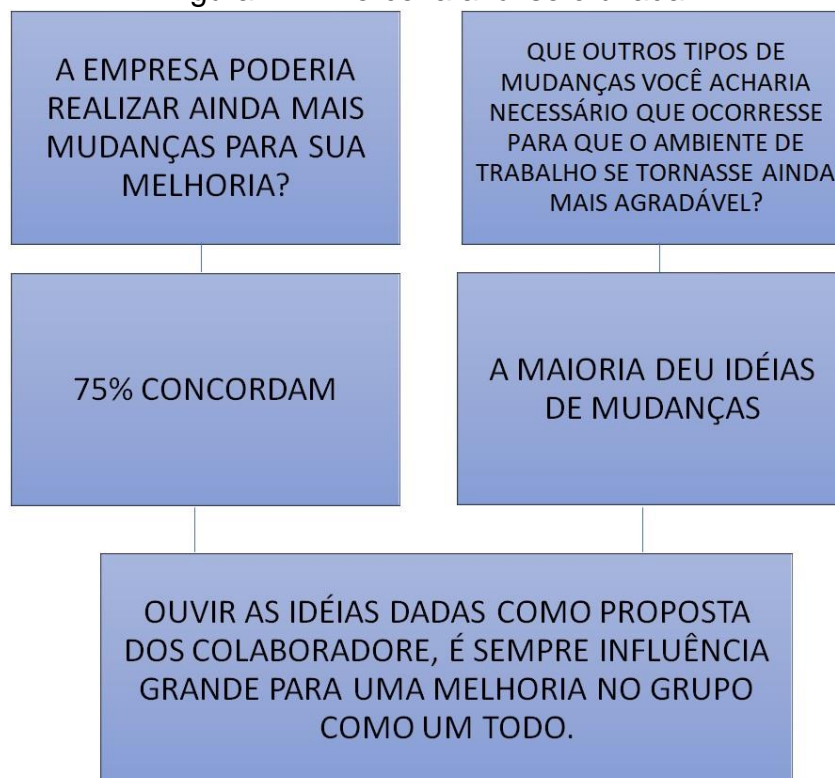 A EMPRESA PODERIA
REALIZAR AINDA MAIS
MUDANÇAS PARA SUA
MELHORIA?
QUE OUTROS TIPOS DE
MUDANÇAS VOCÊ ACHARIA
NECESSÁRIO QUE OCORRESSE
PARA QUE O AMBIENTE DE
TRABALHO SE TORNASSE AINDA
MAIS AGRADÁVEL?
75% CONCORDAM
A MAIORIA DEU IDÉIAS
DE MUDANÇAS
OUVIR AS IDÉIAS DADAS COMO PROPOSTA
DOS COLABORADORE, É SEMPRE INFLUÊNCIA
GRANDE PARA UMA MELHORIA NO GRUPO
COMO UM TODO.